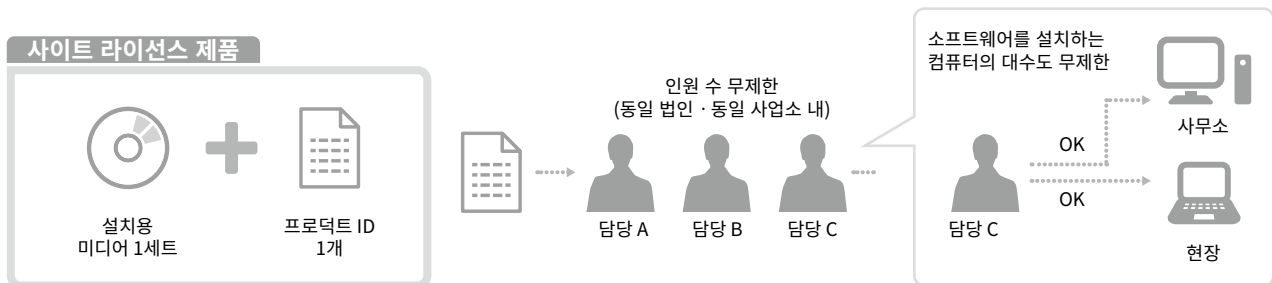 사이트 라이선스 제품
설치용
미디어 1세트
프로덕트 ID
1개
인원 수 무제한
(동일 법인 · 동일 사업소 내)
담당 A
담당 B
담당 C
소프트웨어를 설치하는
컴퓨터의 대수도 무제한
담당 C
OK
OK
사무소
현장